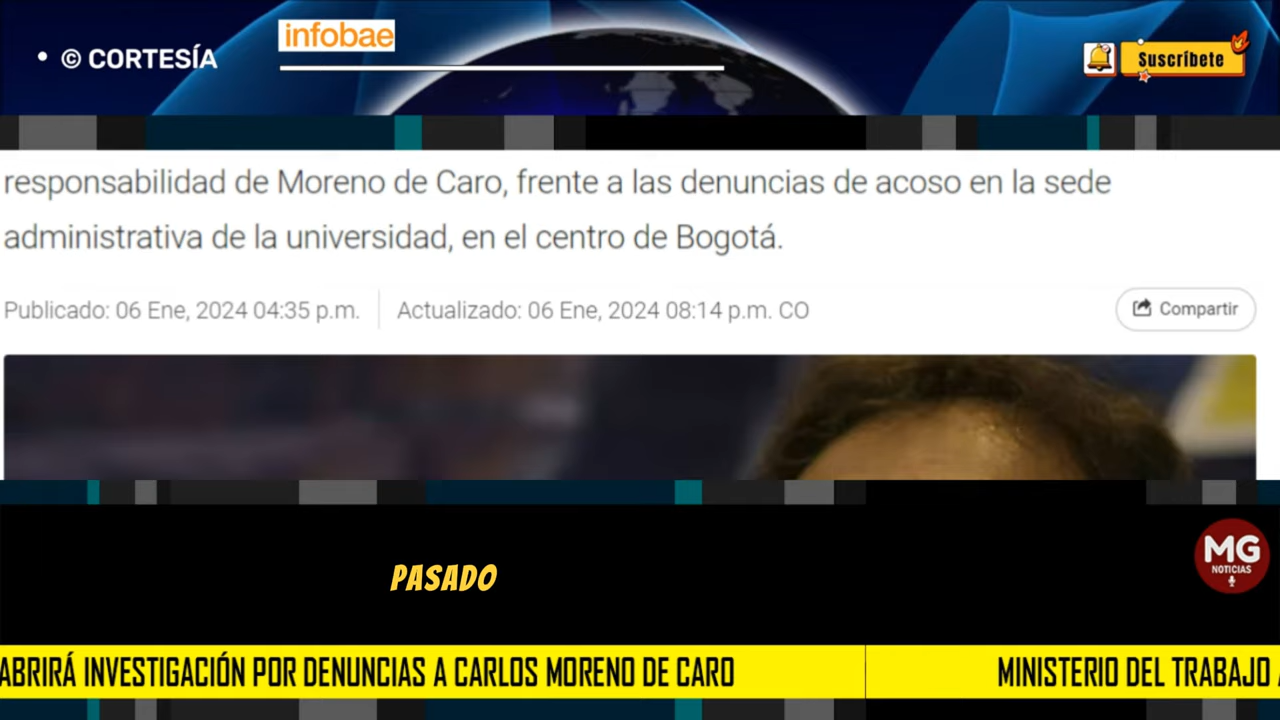 infobae
• © CORTESÍA
Suscríbete
responsabilidad de Moreno de Caro, frente a las denuncias de acoso en la sede
administrativa de la universidad, en el centro de Bogotá.
Publicado: 06 Ene, 2024 04:35 p.m.
Actualizado: 06 Ene, 2024 08:14 p.m. CO
Compartir
MG
NOTICIAS
PASADO
ABRIRÁ INVESTIGACIÓN POR DENUNCIAS A CARLOS MORENO DE CARO
MINISTERIO DEL TRABAJO